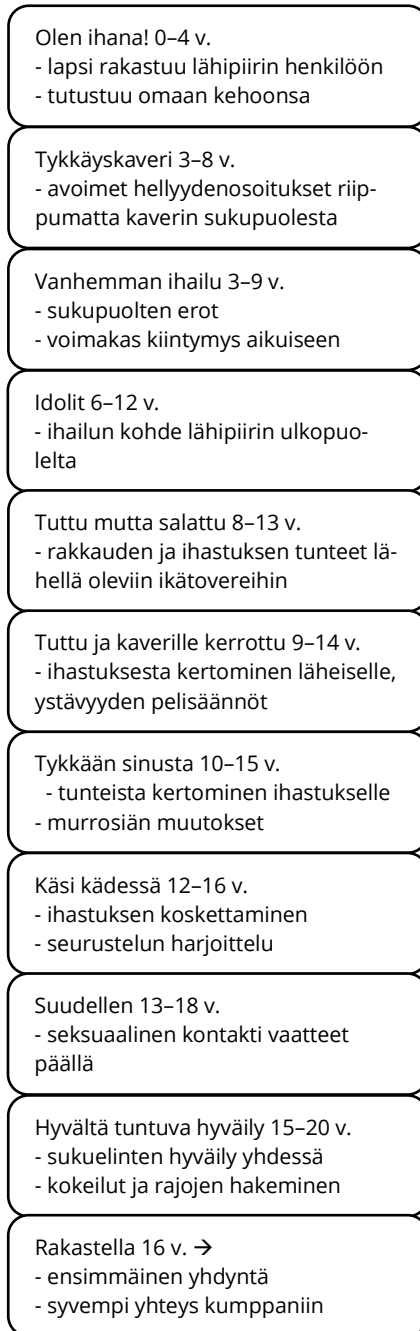 Olen ihana! 0–4 v.
- lapsi rakastuu lähipiirin henkilöön
- tutustuu omaan kehoonsa
Tykkäyskaveri 3–8 v.
- avoimet hellyydenosoitukset riip-
pumatta kaverin sukupuolesta
Vanhemman ihailu 3–9 v.
- sukupuolten erot
- voimakas kiintymys aikuiseen
Idolit 6–12 v.
- ihailun kohde lähipiirin ulkopuo-
lelta
Tuttu mutta salattu 8–13 v.
- rakkauden ja ihastuksen tunteet lä-
hellä oleviin ikätovereihin
Tuttu ja kaverille kerrottu 9–14 v.
- ihastuksesta kertominen läheiselle,
ystävyyden pelisäännöt
Tykkään sinusta 10–15 v.
- tunteista kertominen ihastukselle
- murrosiän muutokset
Käsi kädessä 12–16 v.
- ihastuksen koskettaminen
- seurustelun harjoittelu
Suudellen 13–18 v.
- seksuaalinen kontakti vaatteet
päällä
Hyvältä tuntuva hyväily 15–20 v.
- sukuelinten hyväily yhdessä
- kokeilut ja rajojen hakeminen
Rakastella 16 v. →
- ensimmäinen yhdyntä
- syvempi yhteys kumppaniin